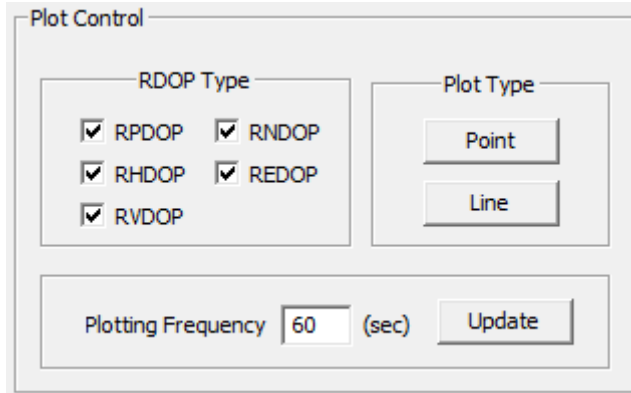 Plot Control
RDOP Type
RPDOP RNDOP
RHDOP REDOP
RVDOP
Plot Type
Point
Line
Plotting Frequency 60 (sec) Update